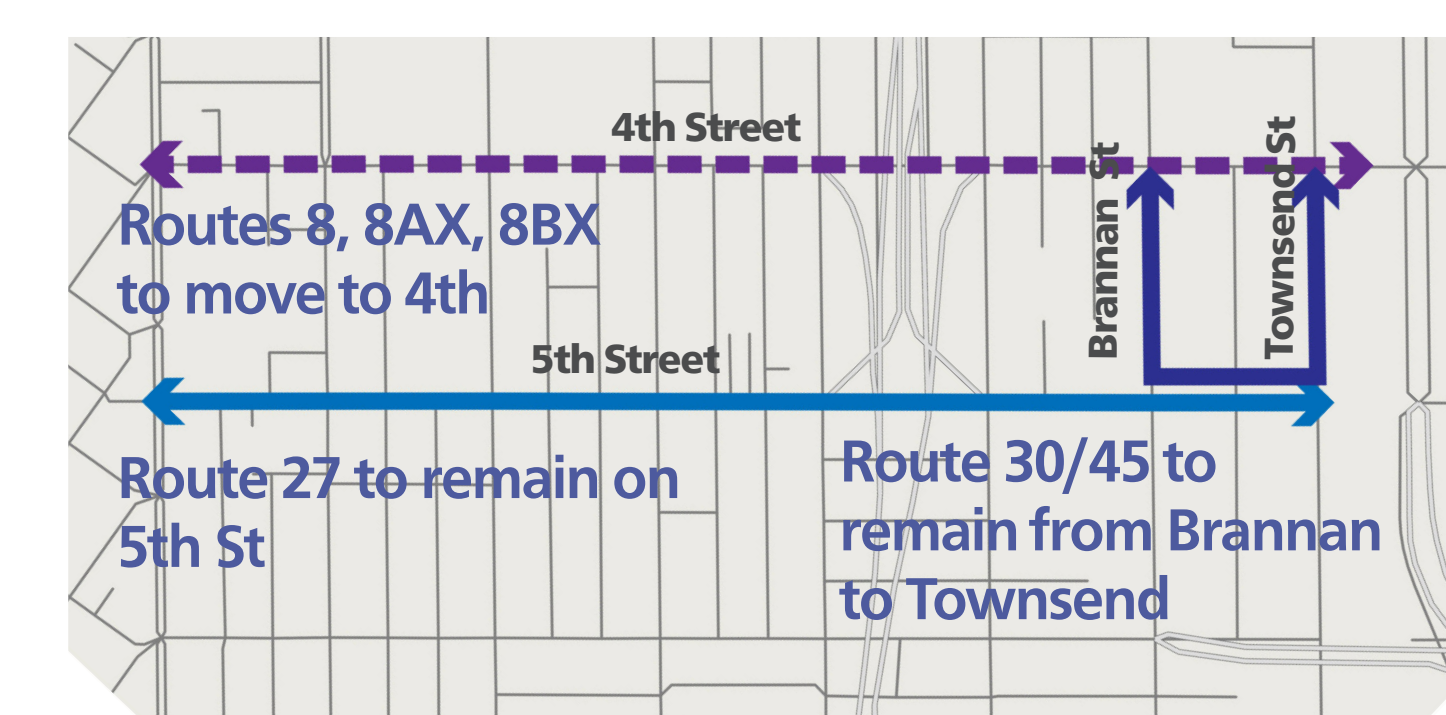 4th Street
Brannan St
Townsend St
Routes 8, 8AX, 8BX
to move to 4th
5th Street
Route 27 to remain on
5th St
Route 30/45 to
remain from Brannan
to Townsend